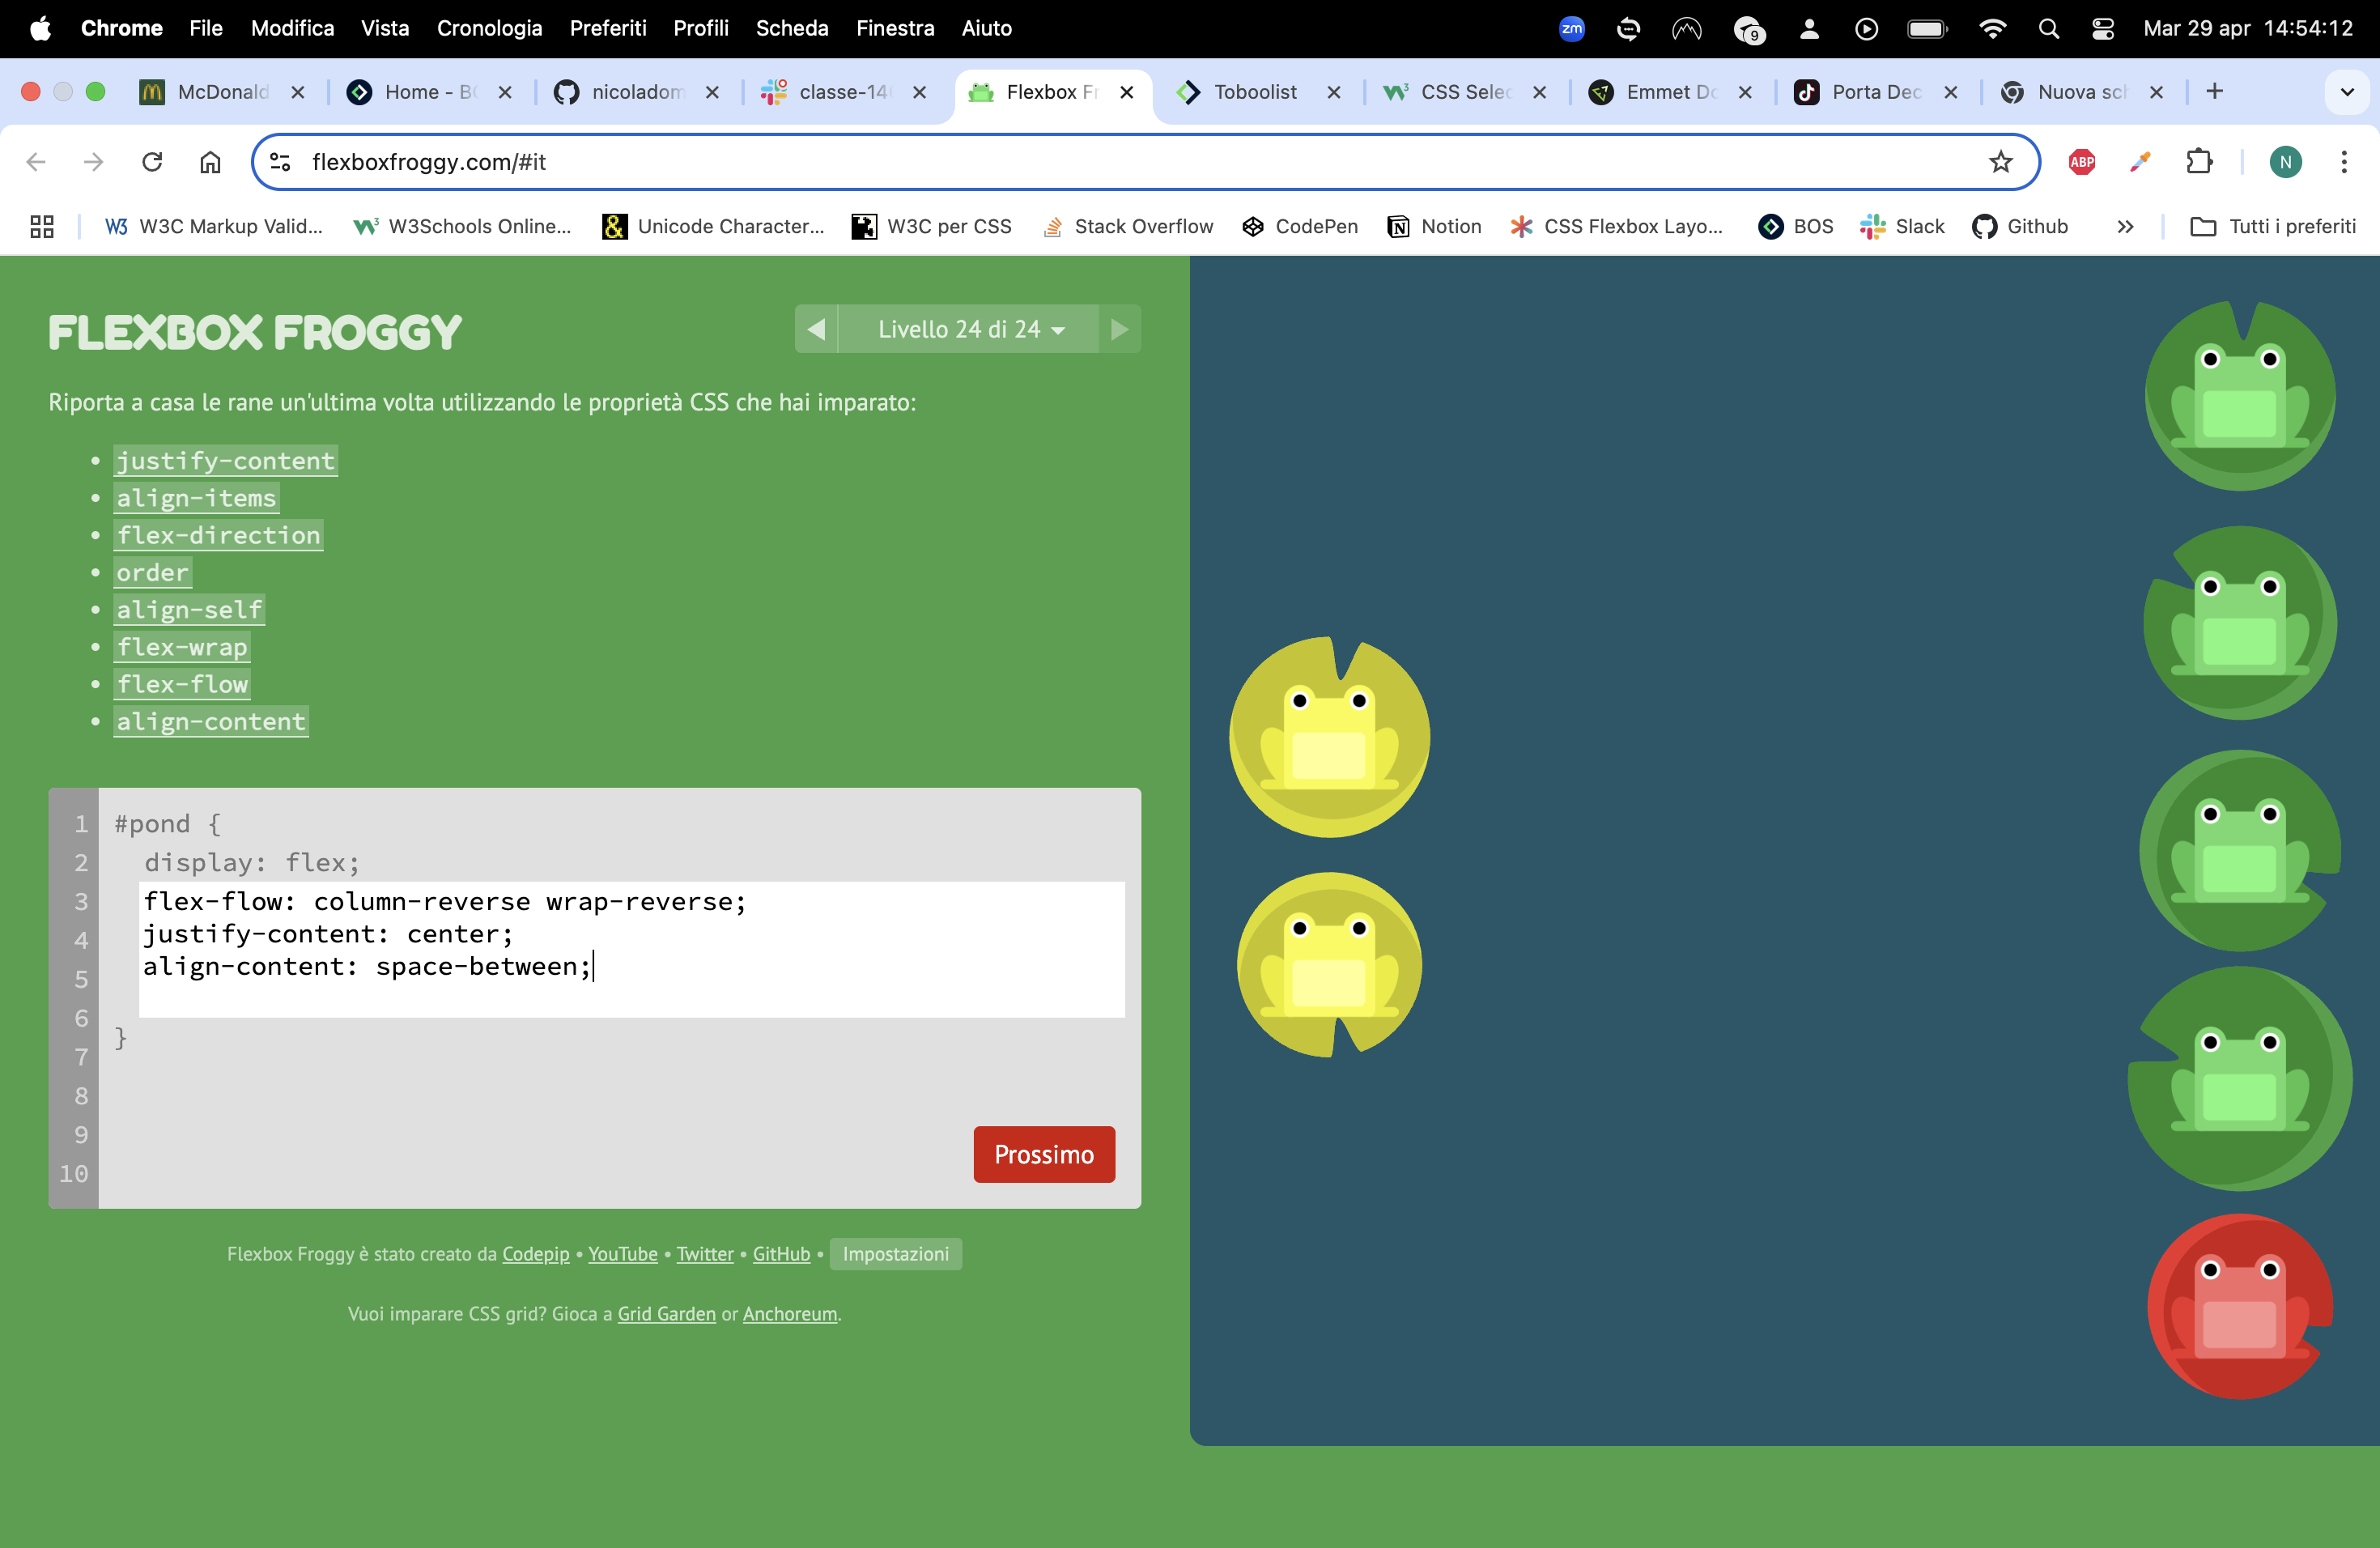 Chrome File Modifica Vista Cronologia Preferiti Profili Scheda Finestra Aiuto zm 9 Mar 29 apr 14:54:12
McDonald Home - BO nicoladom classe-14 Flexbox Fr Toboolist CSS Selec Emmet Do Porta Dec Nuova sch
flexboxfroggy.com/#it ABP N
W3C Markup Valid... W3Schools Online... Unicode Character... W3C per CSS Stack Overflow CodePen Notion CSS Flexbox Layo... BOS Slack Github Tutti i preferiti
FLEXBOX FROGGY
Livello 24 di 24
Riporta a casa le rane un'ultima volta utilizzando le proprietà CSS che hai imparato:
• justify-content
• align-items
• flex-direction
• order
• align-self
• flex-wrap
• flex-flow
• align-content
1 #pond {
2 display: flex;
3 flex-flow: column-reverse wrap-reverse;
4 justify-content: center;
5 align-content: space-between;
6 }
7
8
9
10
Prossimo
Flexbox Froggy è stato creato da Codepip • YouTube • Twitter • GitHub • Impostazioni
Vuoi imparare CSS grid? Gioca a Grid Garden or Anchoreum.